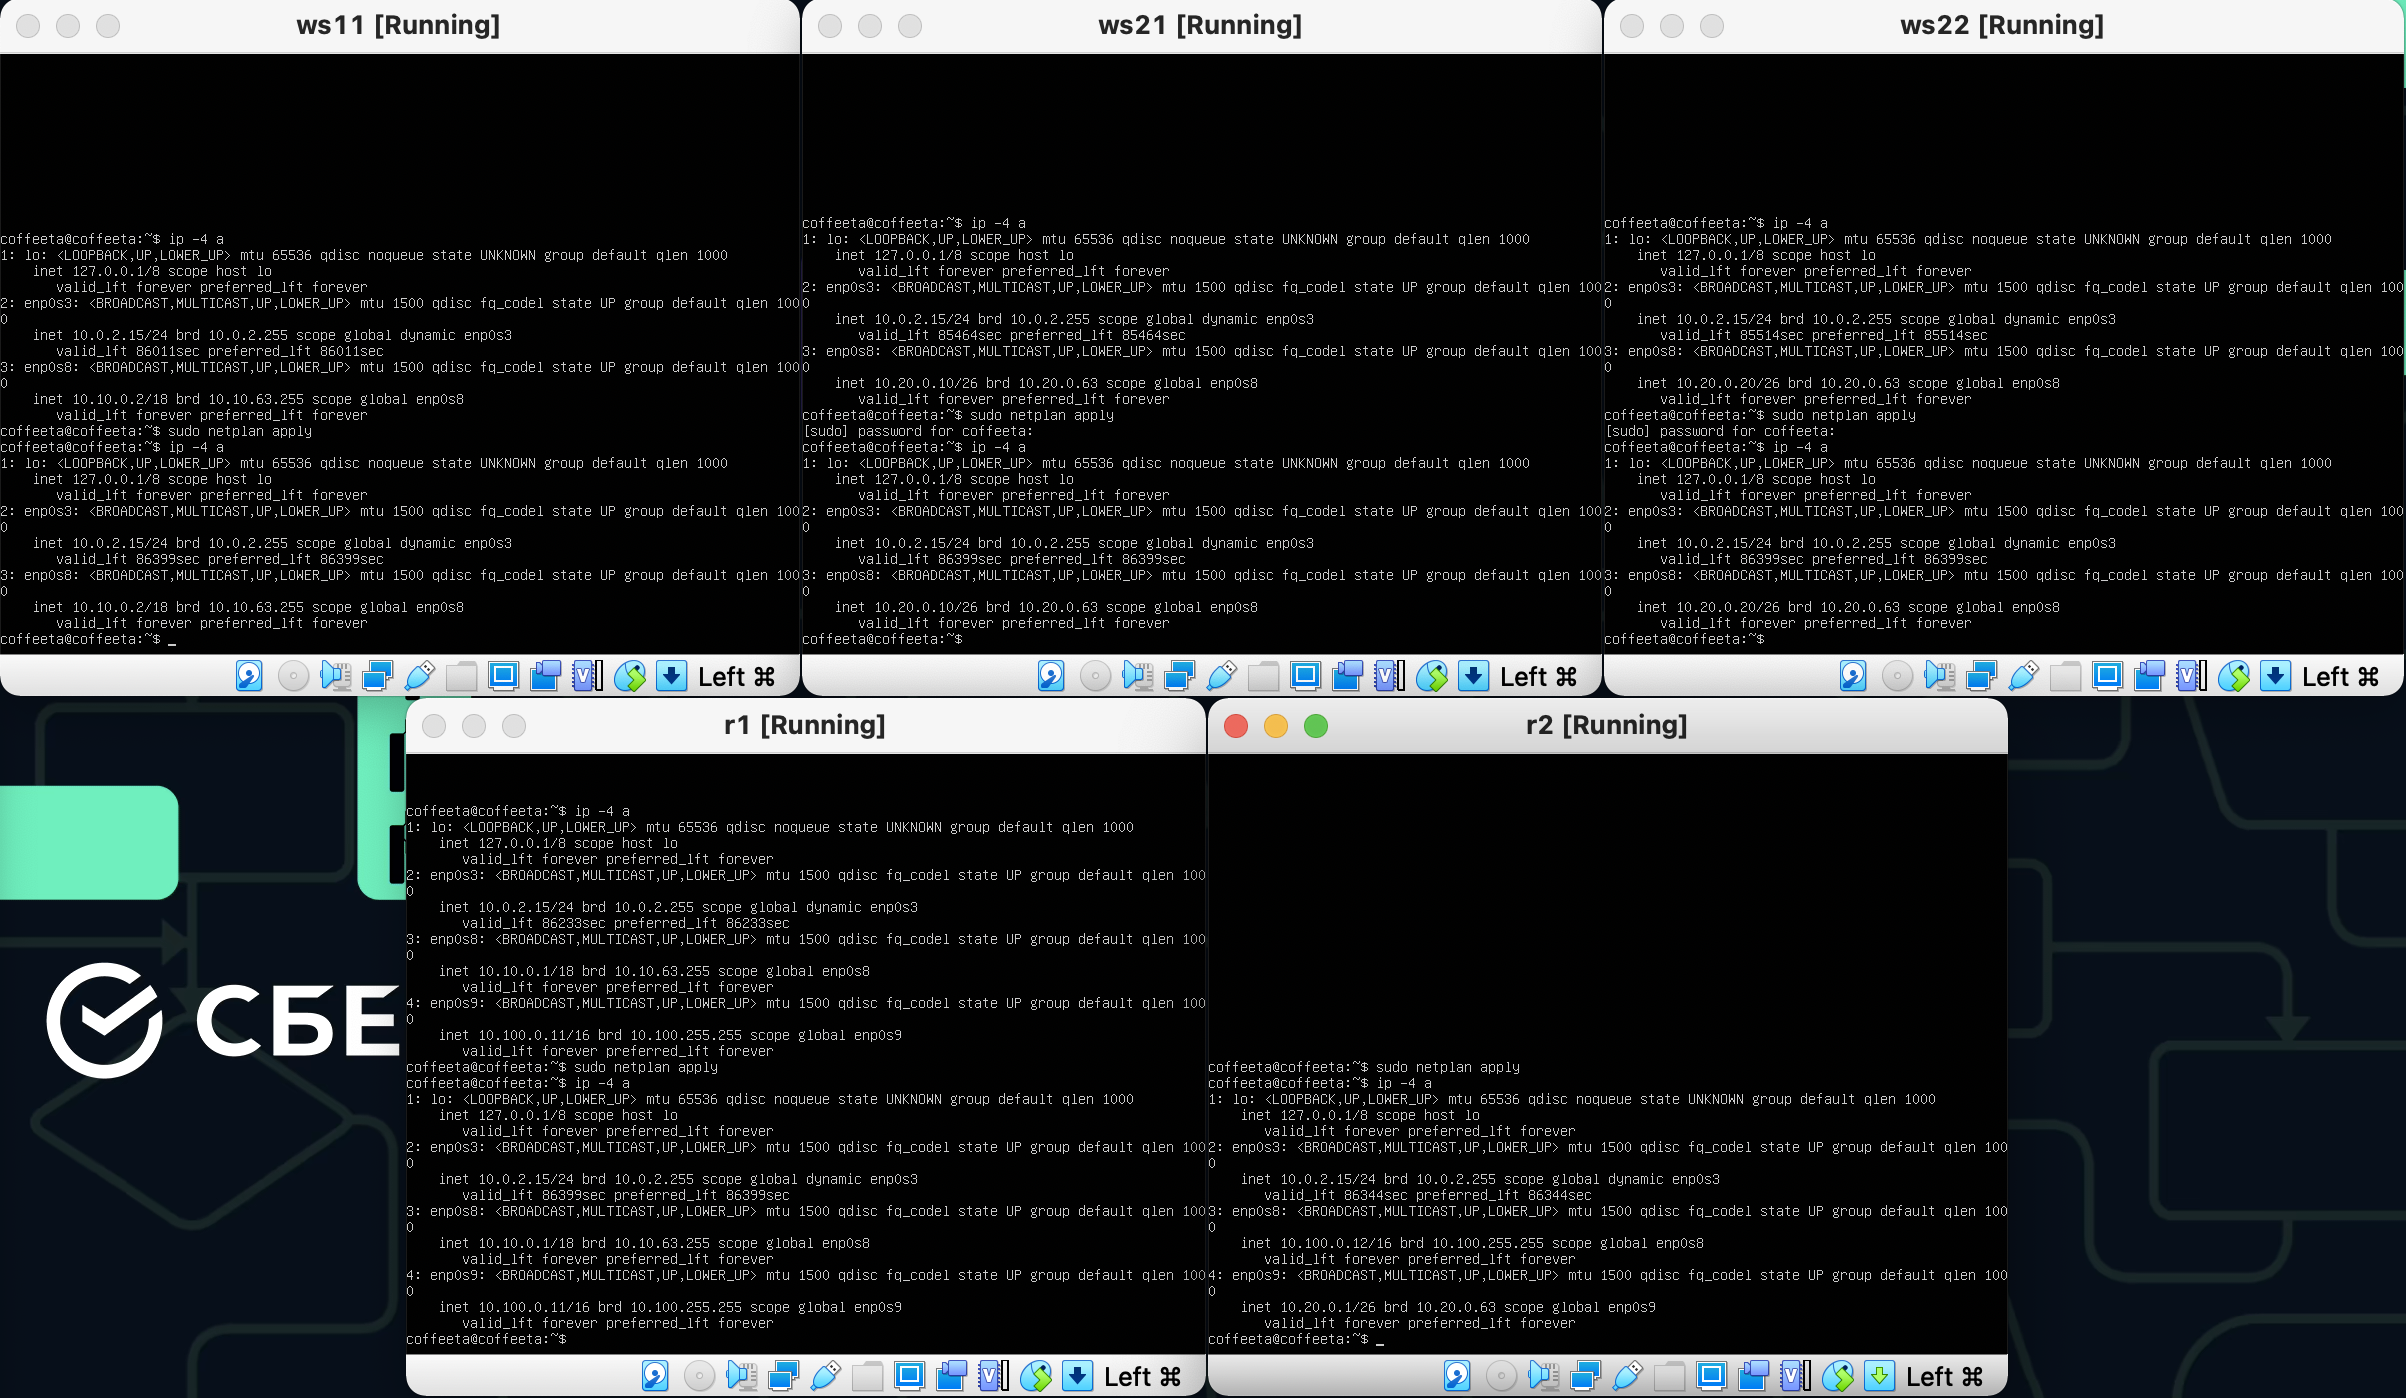 ws11 [Running]
coffeeta@coffeeta:~$ ip -4 a
1: lo: <LOOPBACK,UP,LOWER_UP> mtu 65536 qdisc noqueue state UNKNOWN group default qlen 1000
inet 127.0.0.1/8 scope host lo
valid_lft forever preferred_lft forever
2: enp0s3: <BROADCAST,MULTICAST,UP,LOWER_UP> mtu 1500 qdisc fq_codel state UP group default qlen 100
0
inet 10.0.2.15/24 brd 10.0.2.255 scope global dynamic enp0s3
valid_lft 86011sec preferred_lft 86011sec
3: enp0s8: <BROADCAST,MULTICAST,UP,LOWER_UP> mtu 1500 qdisc fq_codel state UP group default qlen 100
0
inet 10.10.0.2/18 brd 10.10.63.255 scope global enp0s8
valid_lft forever preferred_lft forever
coffeeta@coffeeta:~$ sudo netplan apply
coffeeta@coffeeta:~$ ip -4 a
1: lo: <LOOPBACK,UP,LOWER_UP> mtu 65536 qdisc noqueue state UNKNOWN group default qlen 1000
inet 127.0.0.1/8 scope host lo
valid_lft forever preferred_lft forever
2: enp0s3: <BROADCAST,MULTICAST,UP,LOWER_UP> mtu 1500 qdisc fq_codel state UP group default qlen 100
0
inet 10.0.2.15/24 brd 10.0.2.255 scope global dynamic enp0s3
valid_lft 86399sec preferred_lft 86399sec
3: enp0s8: <BROADCAST,MULTICAST,UP,LOWER_UP> mtu 1500 qdisc fq_codel state UP group default qlen 100
0
inet 10.10.0.2/18 brd 10.10.63.255 scope global enp0s8
valid_lft forever preferred_lft forever
coffeeta@coffeeta:~$ _
Left ⌘
ws21 [Running]
coffeeta@coffeeta:~$ ip -4 a
1: lo: <LOOPBACK,UP,LOWER_UP> mtu 65536 qdisc noqueue state UNKNOWN group default qlen 1000
inet 127.0.0.1/8 scope host lo
valid_lft forever preferred_lft forever
2: enp0s3: <BROADCAST,MULTICAST,UP,LOWER_UP> mtu 1500 qdisc fq_codel state UP group default qlen 100
0
inet 10.0.2.15/24 brd 10.0.2.255 scope global dynamic enp0s3
valid_lft 85464sec preferred_lft 85464sec
3: enp0s8: <BROADCAST,MULTICAST,UP,LOWER_UP> mtu 1500 qdisc fq_codel state UP group default qlen 100
0
inet 10.20.0.10/26 brd 10.20.0.63 scope global enp0s8
valid_lft forever preferred_lft forever
coffeeta@coffeeta:~$ sudo netplan apply
[sudo] password for coffeeta:
coffeeta@coffeeta:~$ ip -4 a
1: lo: <LOOPBACK,UP,LOWER_UP> mtu 65536 qdisc noqueue state UNKNOWN group default qlen 1000
inet 127.0.0.1/8 scope host lo
valid_lft forever preferred_lft forever
2: enp0s3: <BROADCAST,MULTICAST,UP,LOWER_UP> mtu 1500 qdisc fq_codel state UP group default qlen 100
0
inet 10.0.2.15/24 brd 10.0.2.255 scope global dynamic enp0s3
valid_lft 86399sec preferred_lft 86399sec
3: enp0s8: <BROADCAST,MULTICAST,UP,LOWER_UP> mtu 1500 qdisc fq_codel state UP group default qlen 100
0
inet 10.20.0.10/26 brd 10.20.0.63 scope global enp0s8
valid_lft forever preferred_lft forever
coffeeta@coffeeta:~$
Left ⌘
ws22 [Running]
coffeeta@coffeeta:~$ ip -4 a
1: lo: <LOOPBACK,UP,LOWER_UP> mtu 65536 qdisc noqueue state UNKNOWN group default qlen 1000
inet 127.0.0.1/8 scope host lo
valid_lft forever preferred_lft forever
2: enp0s3: <BROADCAST,MULTICAST,UP,LOWER_UP> mtu 1500 qdisc fq_codel state UP group default qlen 100
0
inet 10.0.2.15/24 brd 10.0.2.255 scope global dynamic enp0s3
valid_lft 85514sec preferred_lft 85514sec
3: enp0s8: <BROADCAST,MULTICAST,UP,LOWER_UP> mtu 1500 qdisc fq_codel state UP group default qlen 100
0
inet 10.20.0.20/26 brd 10.20.0.63 scope global enp0s8
valid_lft forever preferred_lft forever
coffeeta@coffeeta:~$ sudo netplan apply
[sudo] password for coffeeta:
coffeeta@coffeeta:~$ ip -4 a
1: lo: <LOOPBACK,UP,LOWER_UP> mtu 65536 qdisc noqueue state UNKNOWN group default qlen 1000
inet 127.0.0.1/8 scope host lo
valid_lft forever preferred_lft forever
2: enp0s3: <BROADCAST,MULTICAST,UP,LOWER_UP> mtu 1500 qdisc fq_codel state UP group default qlen 100
0
inet 10.0.2.15/24 brd 10.0.2.255 scope global dynamic enp0s3
valid_lft 86399sec preferred_lft 86399sec
3: enp0s8: <BROADCAST,MULTICAST,UP,LOWER_UP> mtu 1500 qdisc fq_codel state UP group default qlen 100
0
inet 10.20.0.20/26 brd 10.20.0.63 scope global enp0s8
valid_lft forever preferred_lft forever
coffeeta@coffeeta:~$
Left ⌘
СБЕ
r1 [Running]
coffeeta@coffeeta:~$ ip -4 a
1: lo: <LOOPBACK,UP,LOWER_UP> mtu 65536 qdisc noqueue state UNKNOWN group default qlen 1000
inet 127.0.0.1/8 scope host lo
valid_lft forever preferred_lft forever
2: enp0s3: <BROADCAST,MULTICAST,UP,LOWER_UP> mtu 1500 qdisc fq_codel state UP group default qlen 100
0
inet 10.0.2.15/24 brd 10.0.2.255 scope global dynamic enp0s3
valid_lft 86233sec preferred_lft 86233sec
3: enp0s8: <BROADCAST,MULTICAST,UP,LOWER_UP> mtu 1500 qdisc fq_codel state UP group default qlen 100
0
inet 10.10.0.1/18 brd 10.10.63.255 scope global enp0s8
valid_lft forever preferred_lft forever
4: enp0s9: <BROADCAST,MULTICAST,UP,LOWER_UP> mtu 1500 qdisc fq_codel state UP group default qlen 100
0
inet 10.100.0.11/16 brd 10.100.255.255 scope global enp0s9
valid_lft forever preferred_lft forever
coffeeta@coffeeta:~$ sudo netplan apply
coffeeta@coffeeta:~$ ip -4 a
1: lo: <LOOPBACK,UP,LOWER_UP> mtu 65536 qdisc noqueue state UNKNOWN group default qlen 1000
inet 127.0.0.1/8 scope host lo
valid_lft forever preferred_lft forever
2: enp0s3: <BROADCAST,MULTICAST,UP,LOWER_UP> mtu 1500 qdisc fq_codel state UP group default qlen 100
0
inet 10.0.2.15/24 brd 10.0.2.255 scope global dynamic enp0s3
valid_lft 86399sec preferred_lft 86399sec
3: enp0s8: <BROADCAST,MULTICAST,UP,LOWER_UP> mtu 1500 qdisc fq_codel state UP group default qlen 100
0
inet 10.10.0.1/18 brd 10.10.63.255 scope global enp0s8
valid_lft forever preferred_lft forever
4: enp0s9: <BROADCAST,MULTICAST,UP,LOWER_UP> mtu 1500 qdisc fq_codel state UP group default qlen 100
0
inet 10.100.0.11/16 brd 10.100.255.255 scope global enp0s9
valid_lft forever preferred_lft forever
coffeeta@coffeeta:~$
Left ⌘
r2 [Running]
coffeeta@coffeeta:~$ sudo netplan apply
coffeeta@coffeeta:~$ ip -4 a
1: lo: <LOOPBACK,UP,LOWER_UP> mtu 65536 qdisc noqueue state UNKNOWN group default qlen 1000
inet 127.0.0.1/8 scope host lo
valid_lft forever preferred_lft forever
2: enp0s3: <BROADCAST,MULTICAST,UP,LOWER_UP> mtu 1500 qdisc fq_codel state UP group default qlen 100
0
inet 10.0.2.15/24 brd 10.0.2.255 scope global dynamic enp0s3
valid_lft 86344sec preferred_lft 86344sec
3: enp0s8: <BROADCAST,MULTICAST,UP,LOWER_UP> mtu 1500 qdisc fq_codel state UP group default qlen 100
0
inet 10.100.0.12/16 brd 10.100.255.255 scope global enp0s8
valid_lft forever preferred_lft forever
4: enp0s9: <BROADCAST,MULTICAST,UP,LOWER_UP> mtu 1500 qdisc fq_codel state UP group default qlen 100
0
inet 10.20.0.1/26 brd 10.20.0.63 scope global enp0s9
valid_lft forever preferred_lft forever
coffeeta@coffeeta:~$ _
Left ⌘